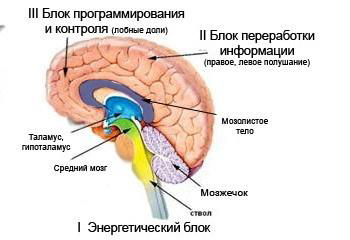 III Блок программирования
и контроля (лобные доли)
II Блок переработки
информации
(правое, левое полушание)
Мозолистое
тело
Таламус,
гипоталамус
Средний мозг
Мозжечок
ствол
I Энергетический блок